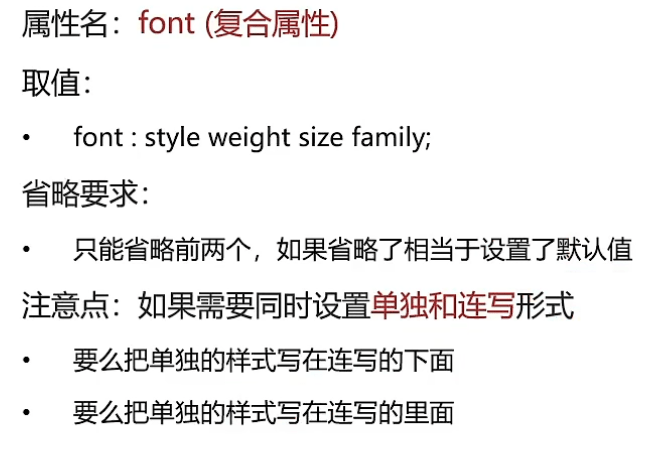 属性名：font (复合属性)
取值：
• font : style weight size family;
省略要求：
• 只能省略前两个，如果省略了相当于设置了默认值
注意点：如果需要同时设置单独和连写形式
• 要么把单独的样式写在连写的下面
• 要么把单独的样式写在连写的里面